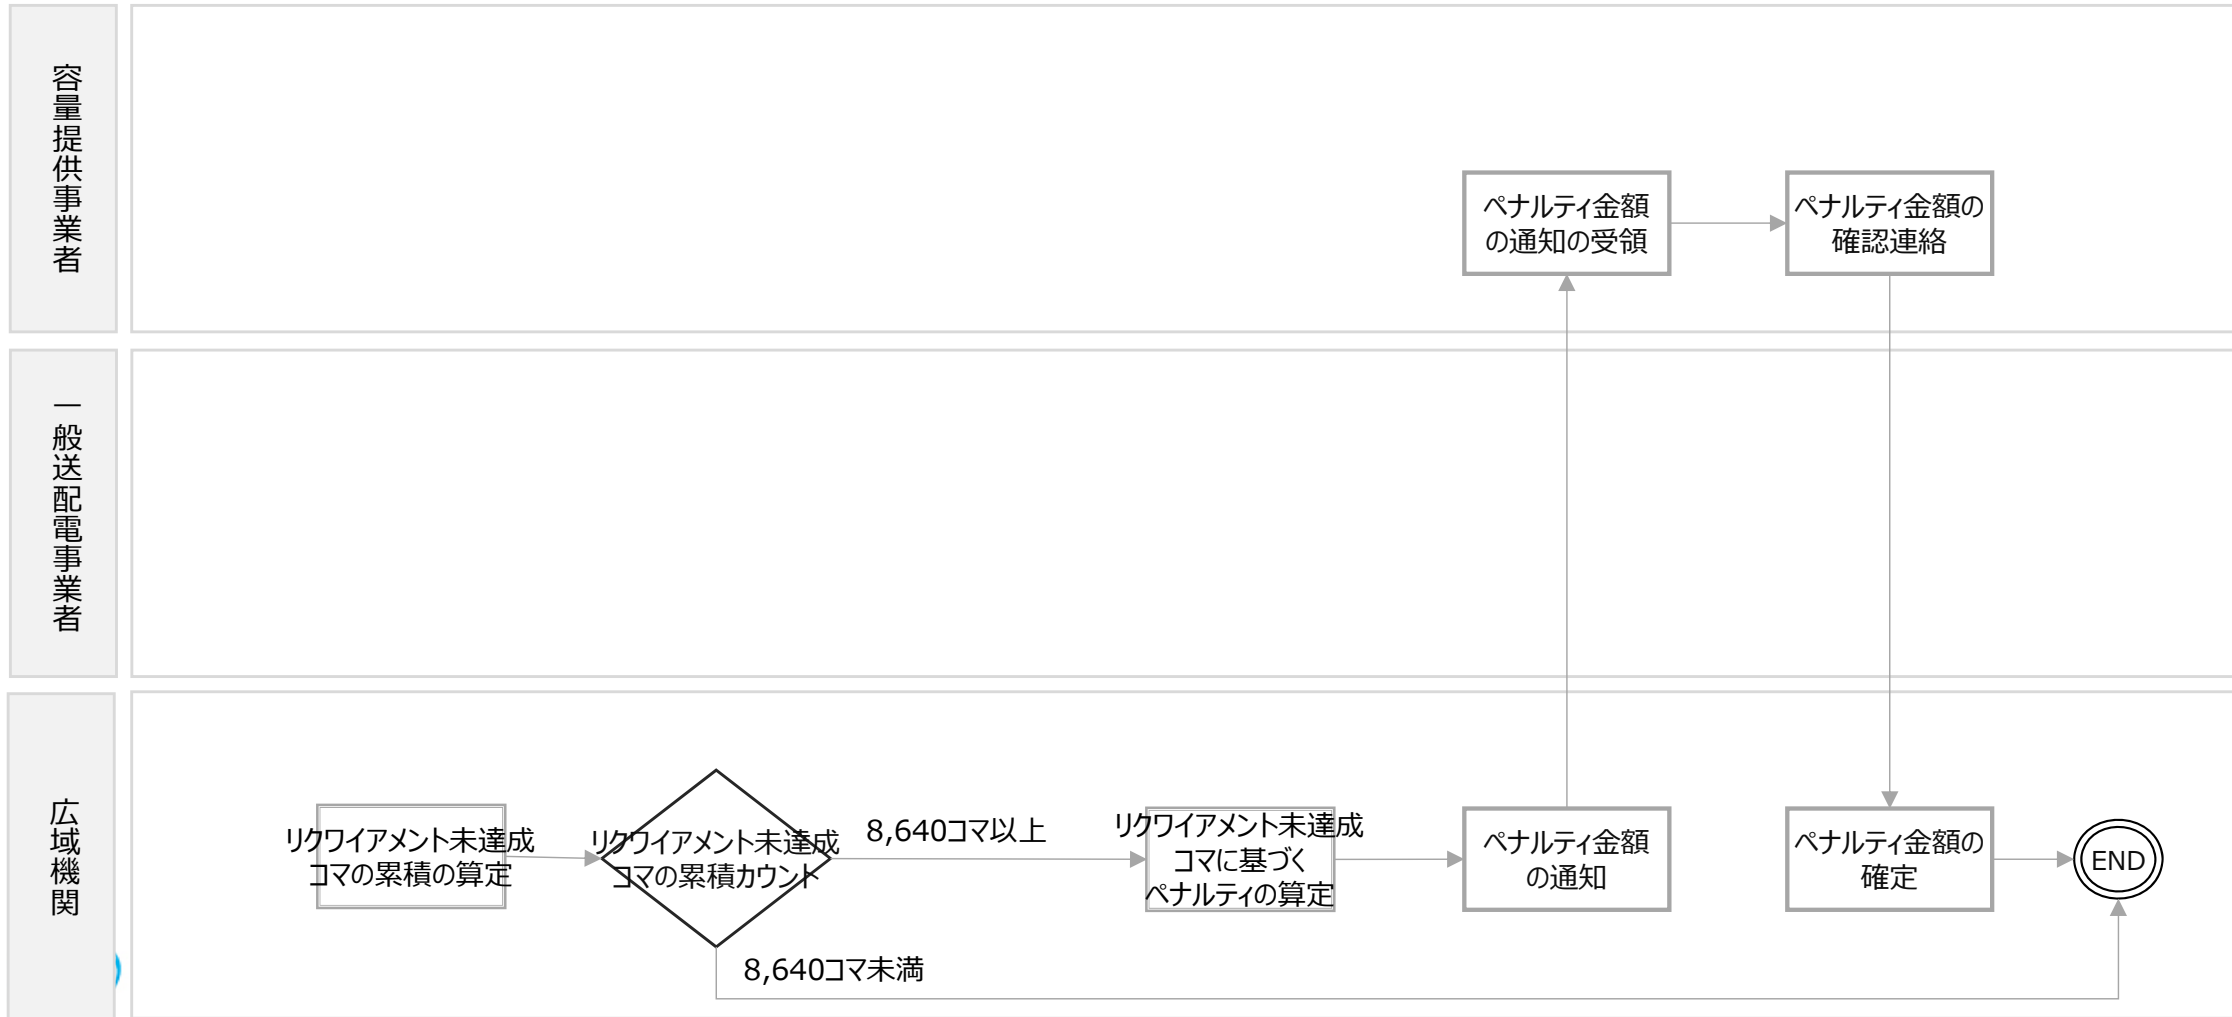 容量提供事業者
ペナルティ金額
の通知の受領
ペナルティ金額の
確認連絡
一般送配電事業者
広域機関
リクワイアメント未達成
コマの累積の算定
リクワイアメント未達成
コマの累積カウント
8,640コマ以上
8,640コマ未満
リクワイアメント未達成
コマに基づく
ペナルティの算定
ペナルティ金額
の通知
ペナルティ金額の
確定
END